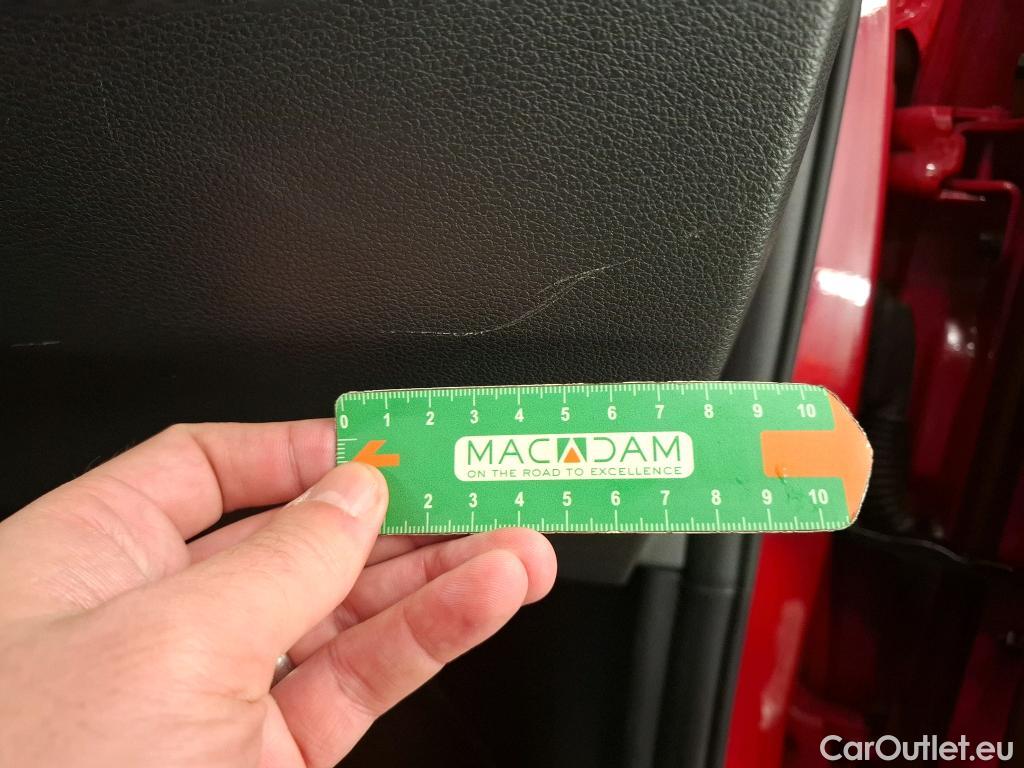 0 1 2 3 4 5 6 7 8 9 10
MACADAM
ON THE ROAD TO EXCELLENCE
2 3 4 5 6 7 8 9 10
CarOutlet.eu